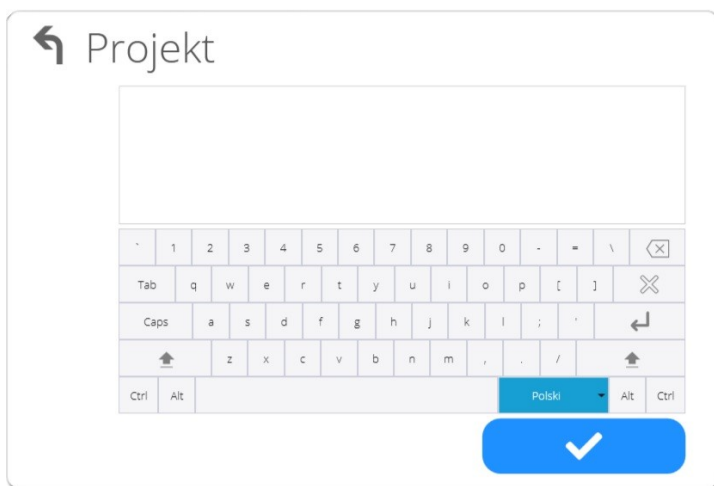 Projekt
` 1 2 3 4 5 6 7 8 9 0 - = \
Tab q w e r t y u i o p [ ]
Caps a s d f g h j k l ; '
z x c v b n m , . /
Ctrl Alt Polski Alt Ctrl